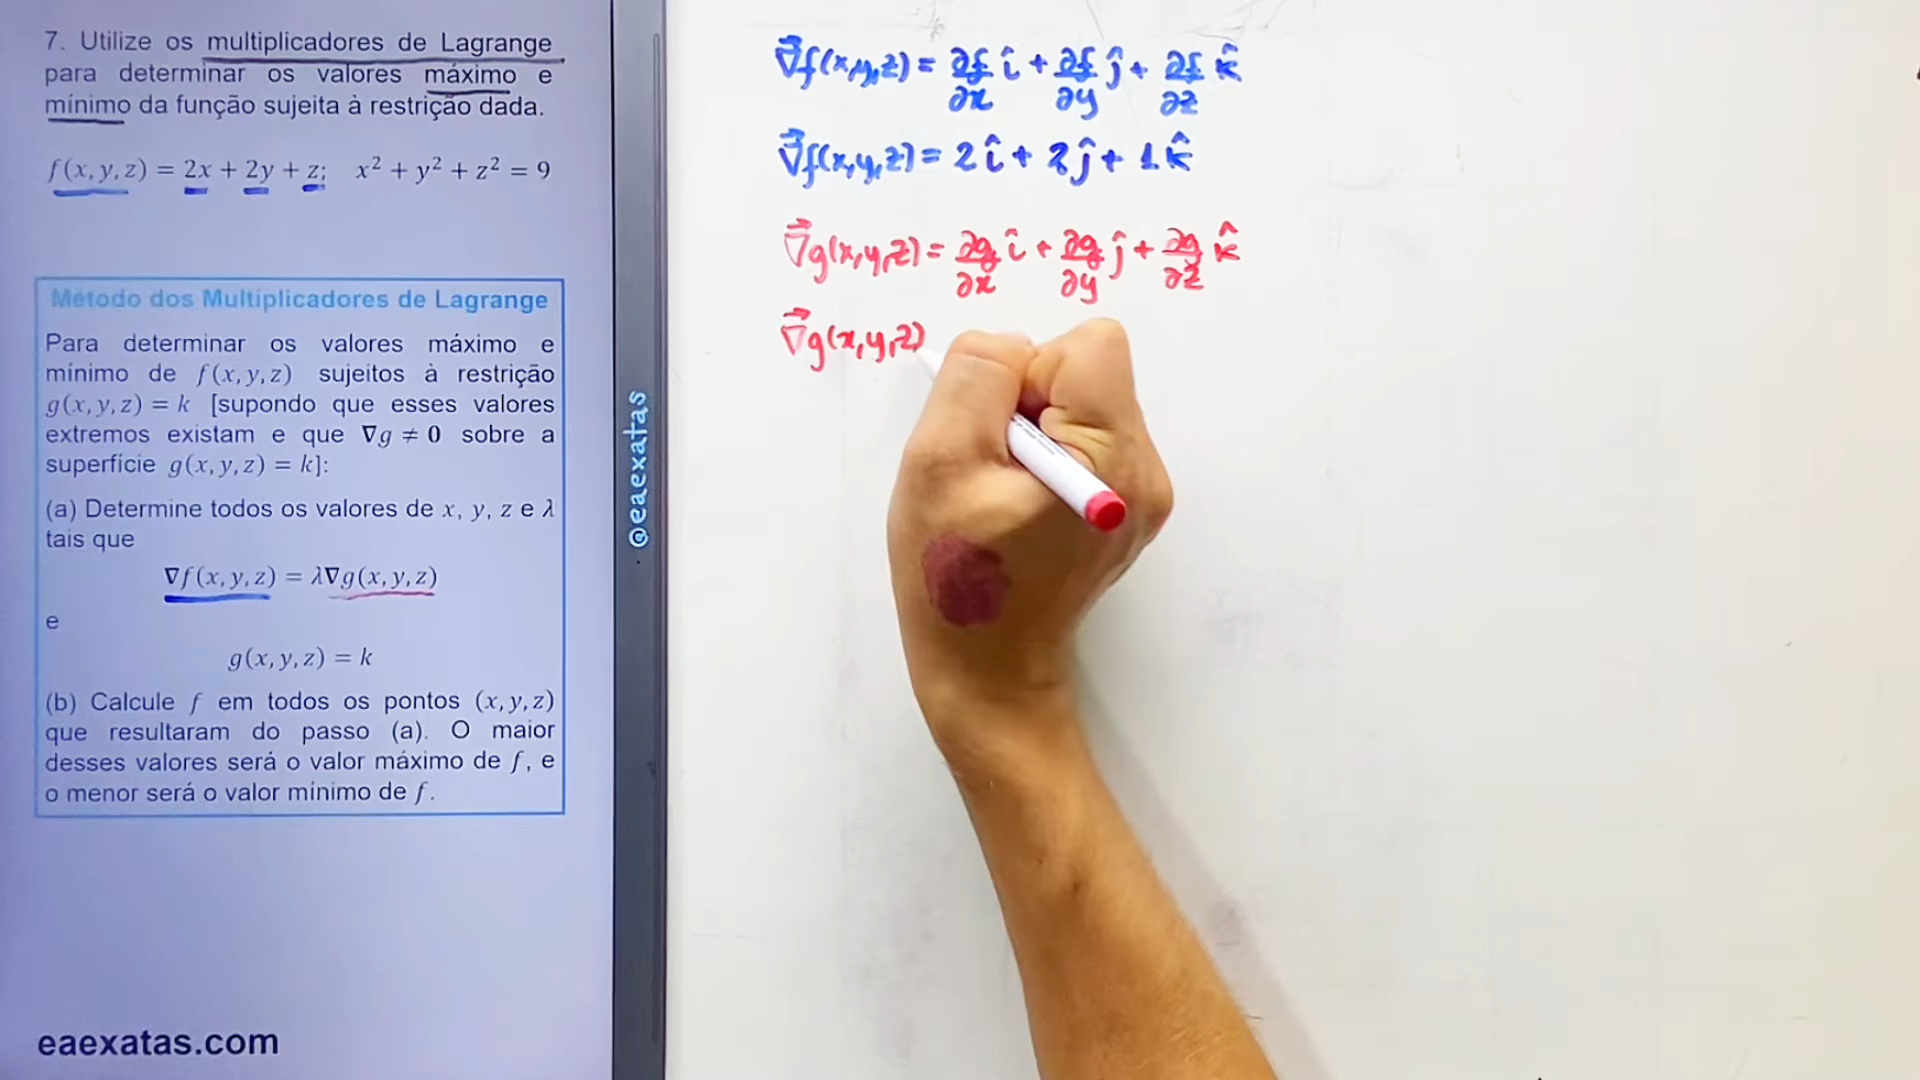 7. Utilize os multiplicadores de Lagrange
para determinar os valores máximo e
mínimo da função sujeita à restrição dada.
f(x, y, z) = 2x + 2y + z; x² + y² + z² = 9
Método dos Multiplicadores de Lagrange
Para determinar os valores máximo e
mínimo de f(x, y, z) sujeitos à restrição
g(x, y, z) = k [supondo que esses valores
extremos existam e que ∇g ≠ 0 sobre a
superfície g(x, y, z) = k]:
(a) Determine todos os valores de x, y, z e λ
tais que
∇f(x, y, z) = λ∇g(x, y, z)
e
g(x, y, z) = k
(b) Calcule f em todos os pontos (x, y, z)
que resultaram do passo (a). O maior
desses valores será o valor máximo de f, e
o menor será o valor mínimo de f.
eaexatas.com
@eaexatas
∇⃗f(x,y,z) = ∂f/∂x î + ∂f/∂y ĵ + ∂f/∂z k̂
∇⃗f(x,y,z) = 2î + 2ĵ + 1k̂
∇⃗g(x,y,z) = ∂g/∂x î + ∂g/∂y ĵ + ∂g/∂z k̂
∇⃗g(x,y,z)